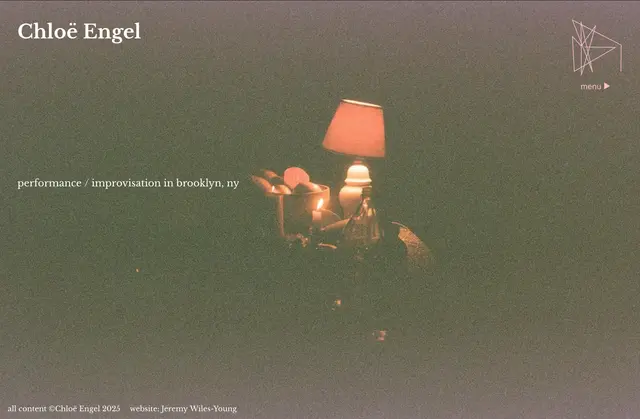 Chloë Engel
menu ▶
performance / improvisation in brooklyn, ny
all content ©Chloë Engel 2025 website: Jeremy Wiles-Young